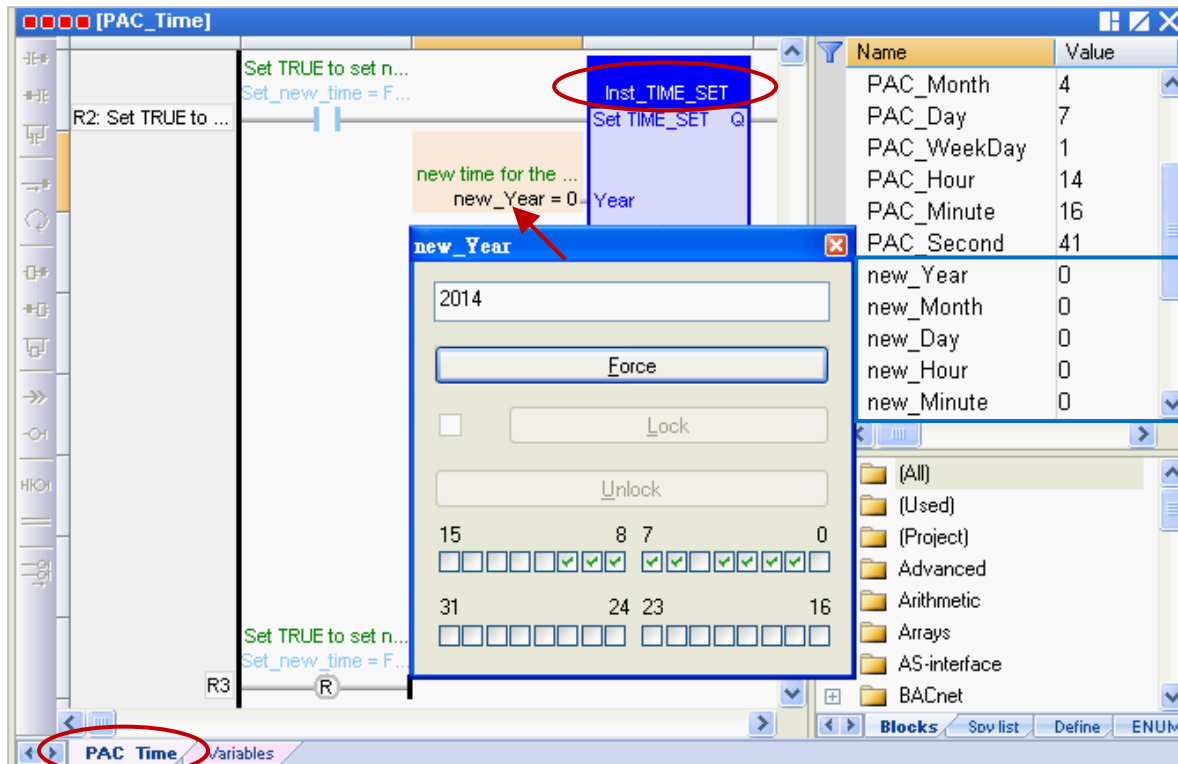 [PAC_Time]
Set TRUE to set n...
Set_new_time = F...
R2: Set TRUE to ...
Inst_TIME_SET
Set TIME_SET Q
new time for the ...
new_Year = 0
Year
new_Year
2014
Force
Lock
Unlock
15 8 7 0
31 24 23 16
Set TRUE to set n...
Set_new_time = F...
R3
R
PAC_Time
Variables
Name Value
PAC_Month 4
PAC_Day 7
PAC_WeekDay 1
PAC_Hour 14
PAC_Minute 16
PAC_Second 41
new_Year 0
new_Month 0
new_Day 0
new_Hour 0
new_Minute 0
(All)
(Used)
(Project)
Advanced
Arithmetic
Arrays
AS-interface
BACnet
Blocks Spy list Define ENUM